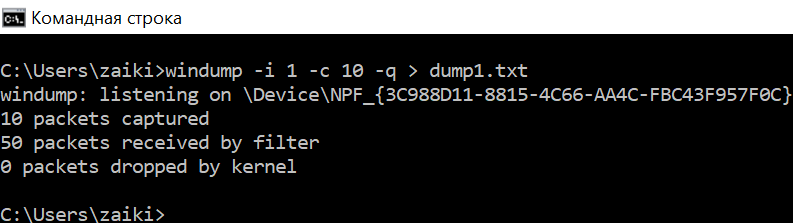 Командная строка
C:\Users\zaiki>windump -i 1 -c 10 -q > dump1.txt
windump: listening on \Device\NPF_{3C988D11-8815-4C66-AA4C-FBC43F957F0C}
10 packets captured
50 packets received by filter
0 packets dropped by kernel
C:\Users\zaiki>